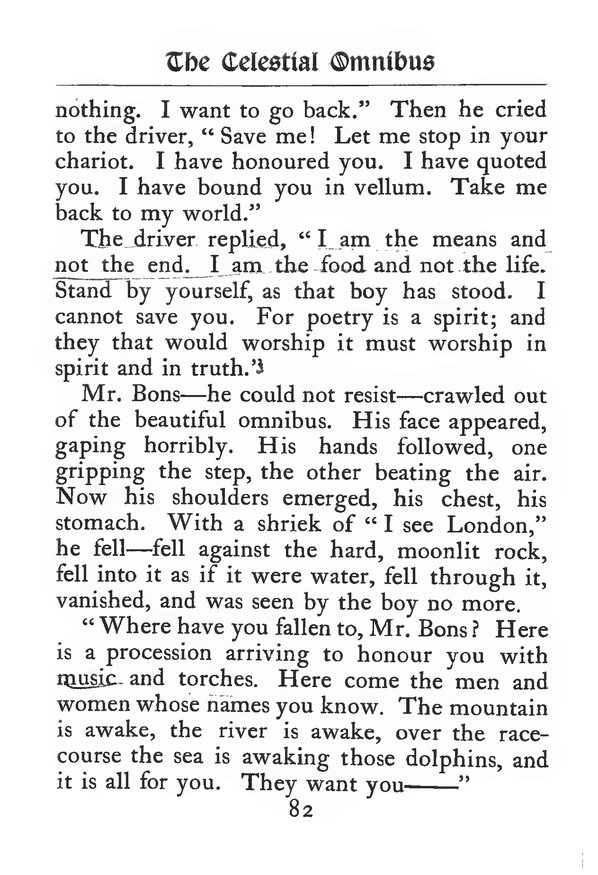 The Celestial Omnibus
nothing. I want to go back.” Then he cried
to the driver, “ Save me! Let me stop in your
chariot. I have honoured you. I have quoted
you. I have bound you in vellum. Take me
back to my world.”
The driver replied, “ I am the means and
not the end. I am the food and not the life.
Stand by yourself, as that boy has stood. I
cannot save you. For poetry is a spirit; and
they that would worship it must worship in
spirit and in truth.”
Mr. Bons—he could not resist—crawled out
of the beautiful omnibus. His face appeared,
gaping horribly. His hands followed, one
gripping the step, the other beating the air.
Now his shoulders emerged, his chest, his
stomach. With a shriek of “ I see London,”
he fell—fell against the hard, moonlit rock,
fell into it as if it were water, fell through it,
vanished, and was seen by the boy no more.
“ Where have you fallen to, Mr. Bons? Here
is a procession arriving to honour you with
music and torches. Here come the men and
women whose names you know. The mountain
is awake, the river is awake, over the race-
course the sea is awaking those dolphins, and
it is all for you. They want you——”
82